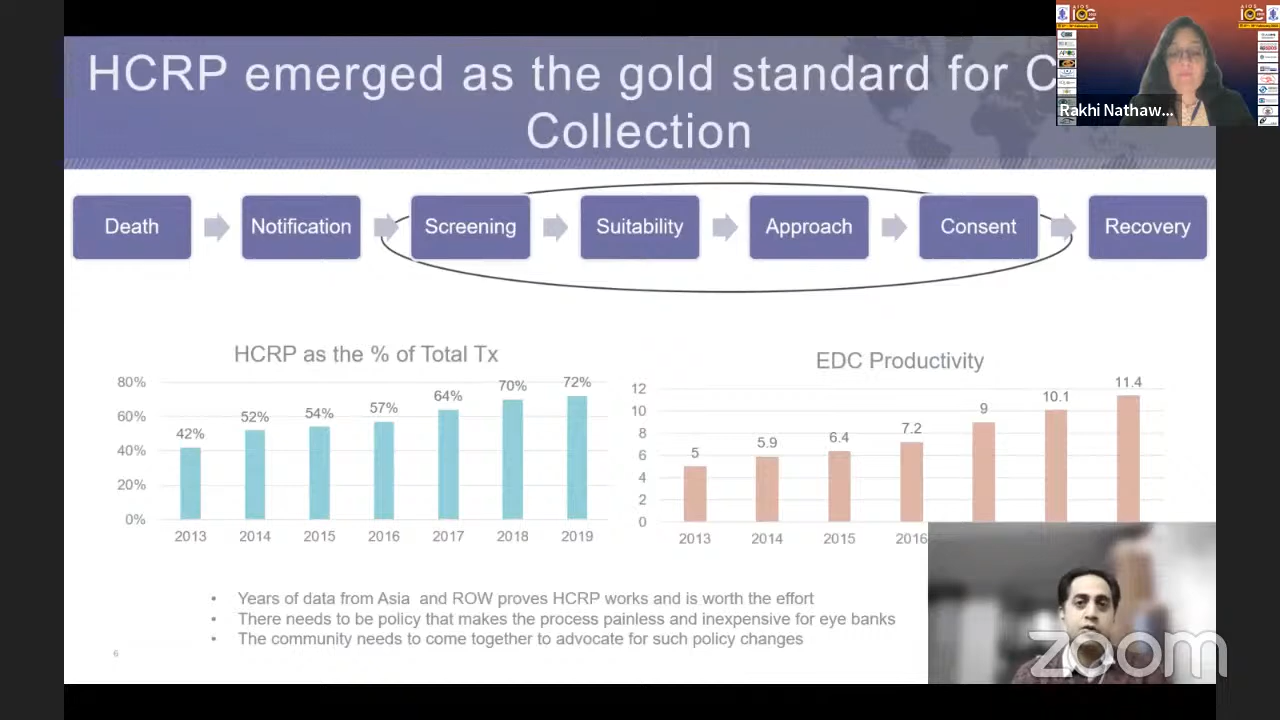 HCRP emerged as the gold standard for
Collection
Rakhi Nathaw...
Death
Notification
Screening
Suitability
Approach
Consent
Recovery
HCRP as the % of Total Tx
80%
60%
40%
20%
0%
42%
52%
54%
57%
64%
70%
72%
2013
2014
2015
2016
2017
2018
2019
EDC Productivity
12
10
8
6
4
2
0
5
5.9
6.4
7.2
9
10.1
11.4
2013
2014
2015
2016
• Years of data from Asia and ROW proves HCRP works and is worth the effort
• There needs to be policy that makes the process painless and inexpensive for eye banks
• The community needs to come together to advocate for such policy changes
6
zoom